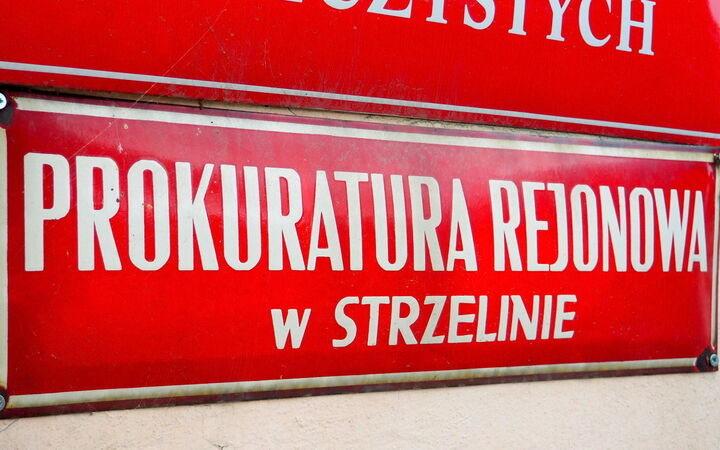 PROKURATURA REJONOWA
w STRZELINIE